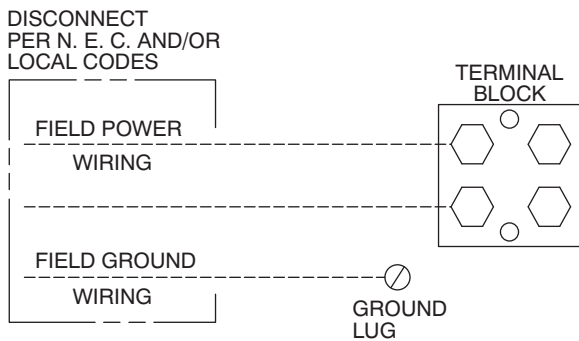 DISCONNECT
PER N. E. C. AND/OR
LOCAL CODES
TERMINAL
BLOCK
FIELD POWER
WIRING
FIELD GROUND
WIRING
GROUND
LUG